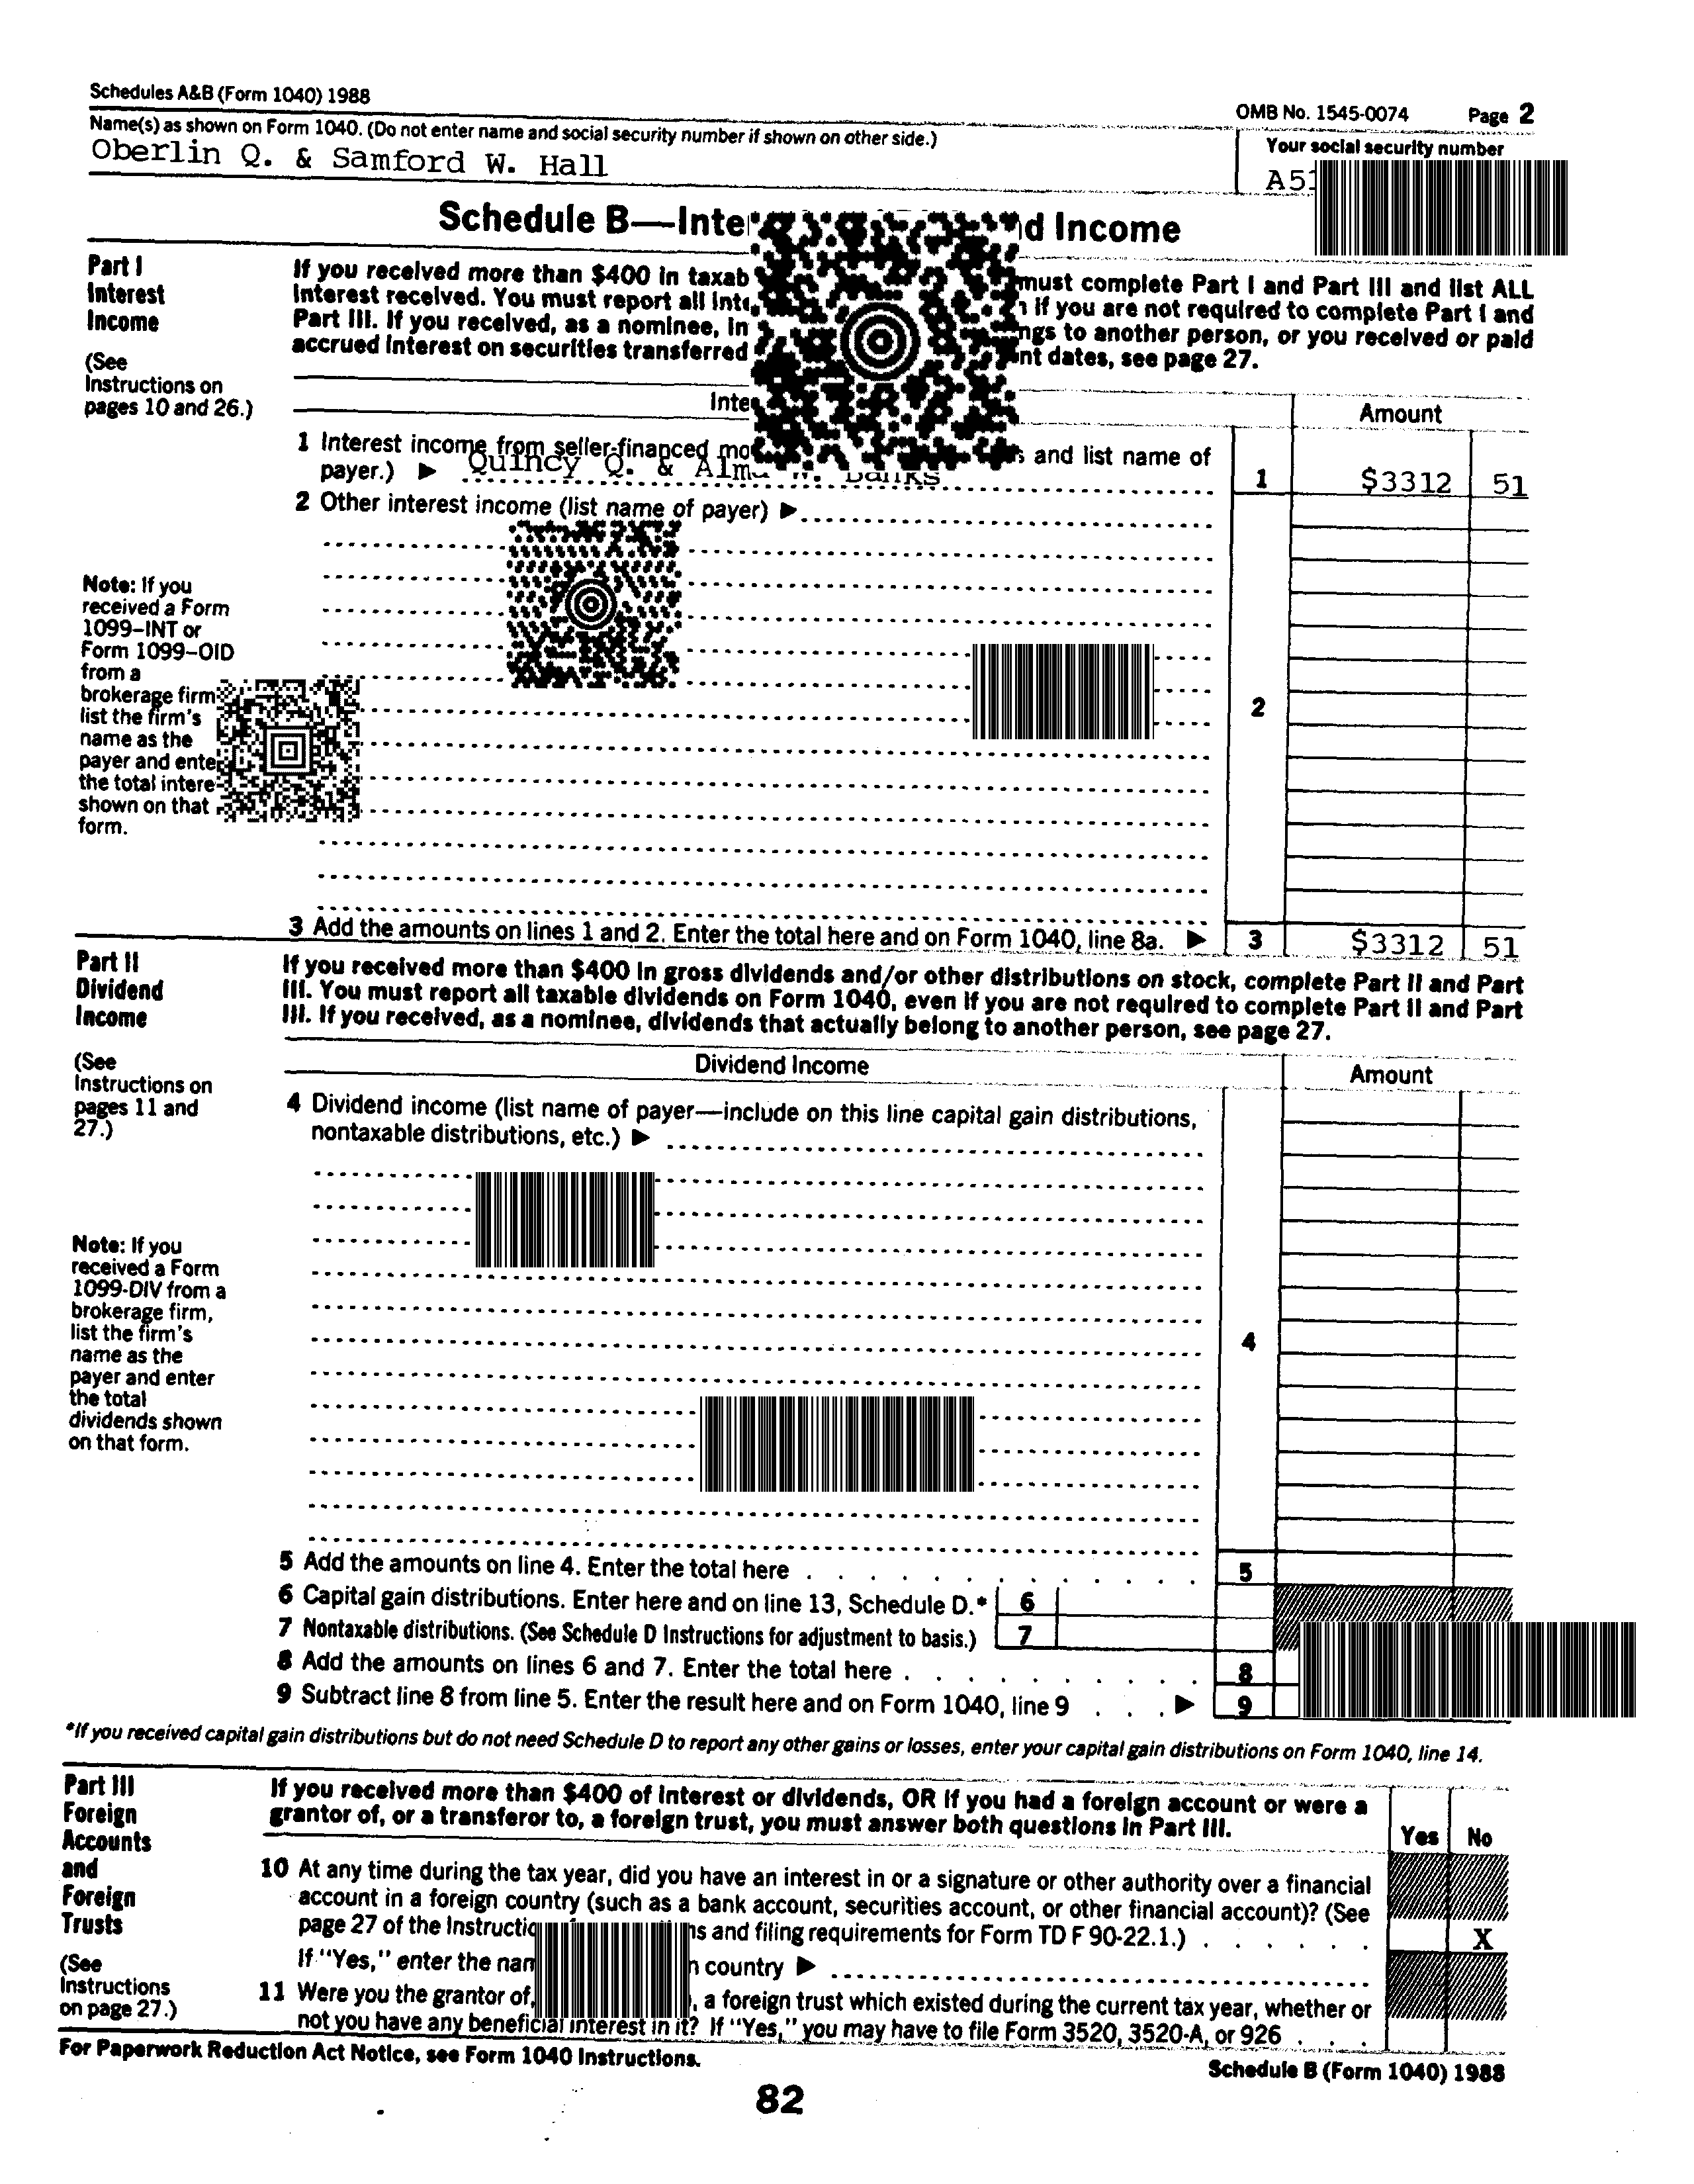 Schedules A&B (Form 1040) 1988
OMB No. 1545-0074 Page 2
Name(s) as shown on Form 1040. (Do not enter name and social security number if shown on other side.)
Your social security number
Oberlin Q. & Samford W. Hall
Schedule B— Income
Part I
Interest
Income
(See
Instructions on
pages 10 and 26.)
If you received more than $400 in must complete Part I and Part III and list ALL
interest received. You must report all if you are not required to complete Part I and
Part III. If you received, as a nominee, to another person, or you received or paid
accrued interest on securities transferred dates, see page 27.
Amount
1 Interest income from seller-financed and list name of
payer.) ▶ Quincy Q. & W. Banks 1 $3312 51
2 Other interest income (list name of payer) ▶
2
Note: If you
received a Form
1099–INT or
Form 1099–OID
from a
brokerage firm
list the firm's
name as the
payer and
the total
shown on that
form.
3 Add the amounts on lines 1 and 2. Enter the total here and on Form 1040, line 8a. ▶ 3 $3312 51
Part II
Dividend
Income
(See
Instructions on
pages 11 and
27.)
If you received more than $400 in gross dividends and/or other distributions on stock, complete Part II and Part
III. You must report all taxable dividends on Form 1040, even if you are not required to complete Part II and Part
III. If you received, as a nominee, dividends that actually belong to another person, see page 27.
Dividend Income Amount
4 Dividend income (list name of payer—include on this line capital gain distributions,
nontaxable distributions, etc.) ▶
4
Note: If you
received a Form
1099-DIV from a
brokerage firm,
list the firm's
name as the
payer and enter
the total
dividends shown
on that form.
5 Add the amounts on line 4. Enter the total here 5
6 Capital gain distributions. Enter here and on line 13, Schedule D.* 6
7 Nontaxable distributions. (See Schedule D Instructions for adjustment to basis.) 7
8 Add the amounts on lines 6 and 7. Enter the total here 8
9 Subtract line 8 from line 5. Enter the result here and on Form 1040, line 9 ▶ 9
*If you received capital gain distributions but do not need Schedule D to report any other gains or losses, enter your capital gain distributions on Form 1040, line 14.
Part III
Foreign
Accounts
and
Foreign
Trusts
(See
Instructions
on page 27.)
If you received more than $400 of interest or dividends, OR if you had a foreign account or were a
grantor of, or a transferor to, a foreign trust, you must answer both questions in Part III.
Yes No
10 At any time during the tax year, did you have an interest in or a signature or other authority over a financial
account in a foreign country (such as a bank account, securities account, or other financial account)? (See
page 27 of the and filing requirements for Form TD F 90-22.1.) X
If "Yes," enter the country ▶
11 Were you the grantor of, a foreign trust which existed during the current tax year, whether or
not you have any beneficial interest in it? If "Yes," you may have to file Form 3520, 3520-A, or 926
For Paperwork Reduction Act Notice, see Form 1040 Instructions.
Schedule B (Form 1040) 1988
82